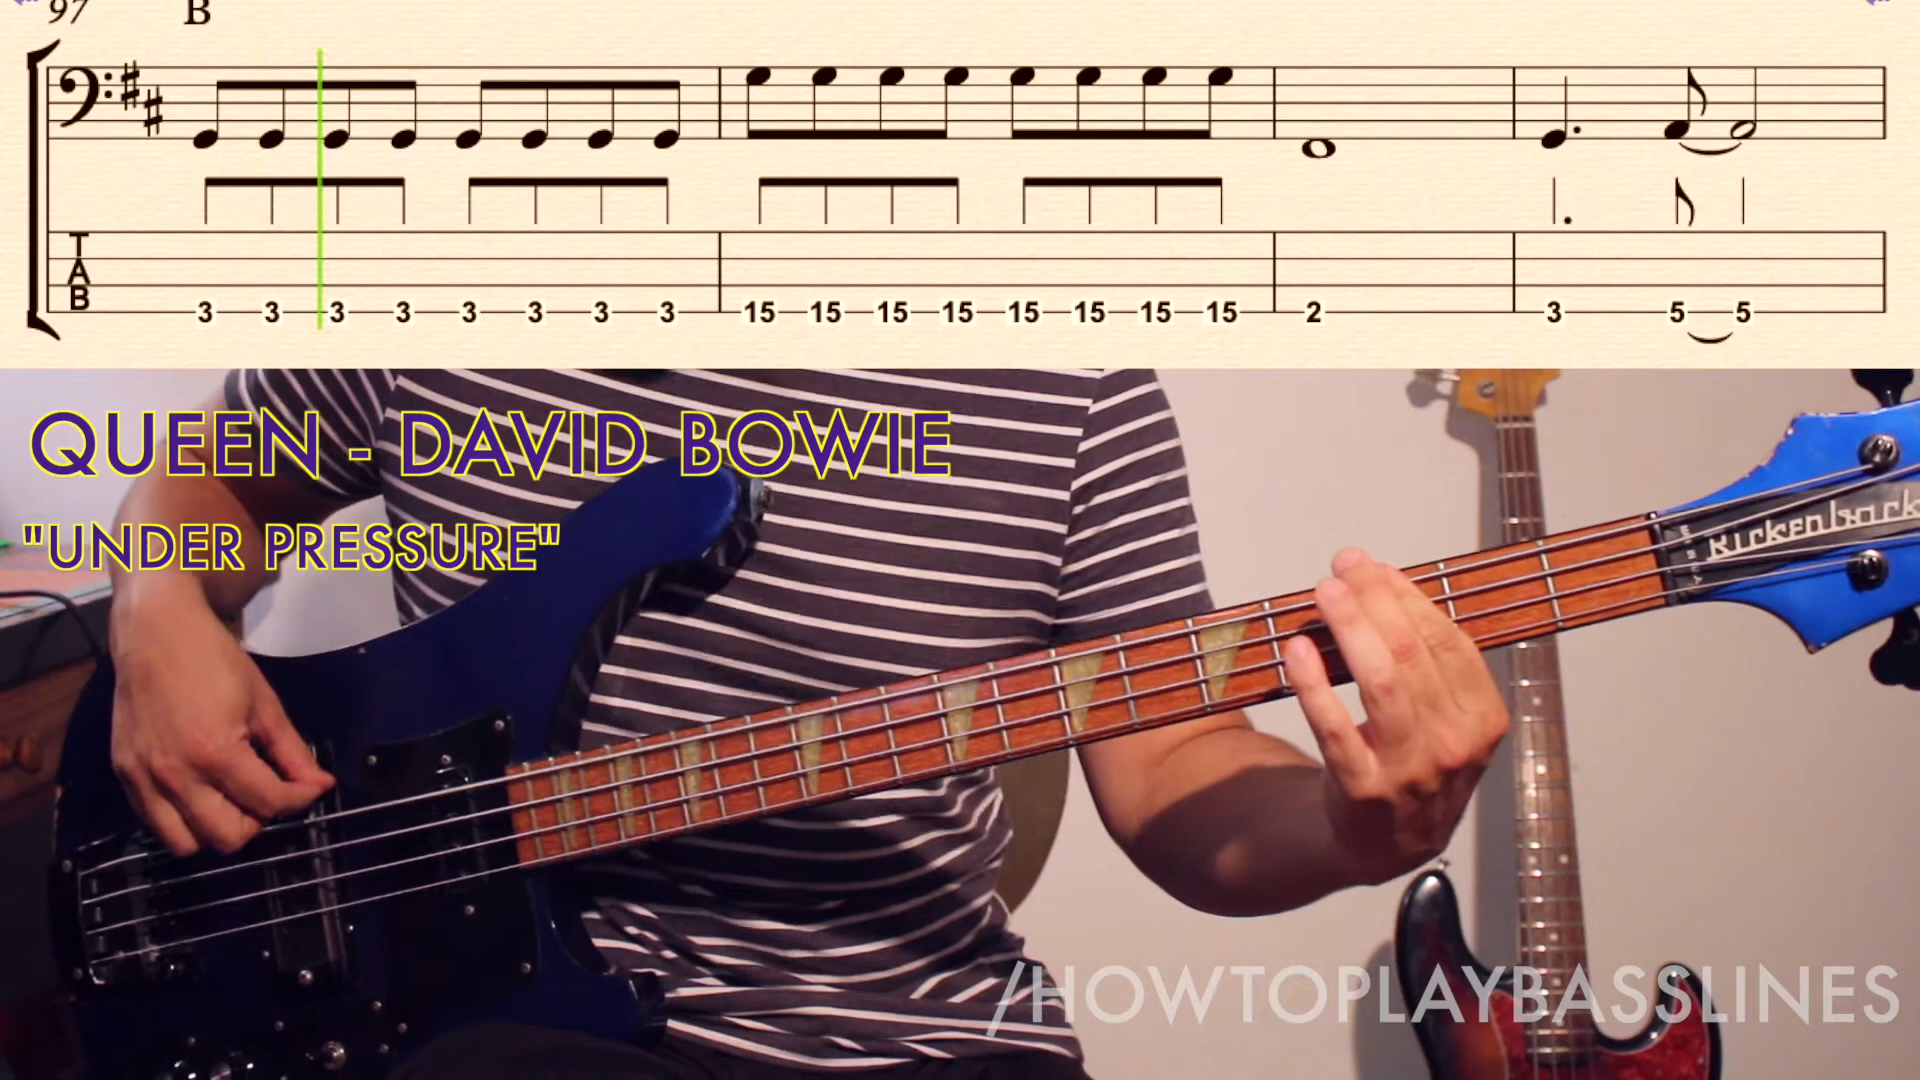 97 B
T
A
B
3 3 3 3 3 3 3 3 15 15 15 15 15 15 15 15 2 3 5 5
QUEEN - DAVID BOWIE
"UNDER PRESSURE"
Rickenback
/HOWTOPLAYBASSLINES